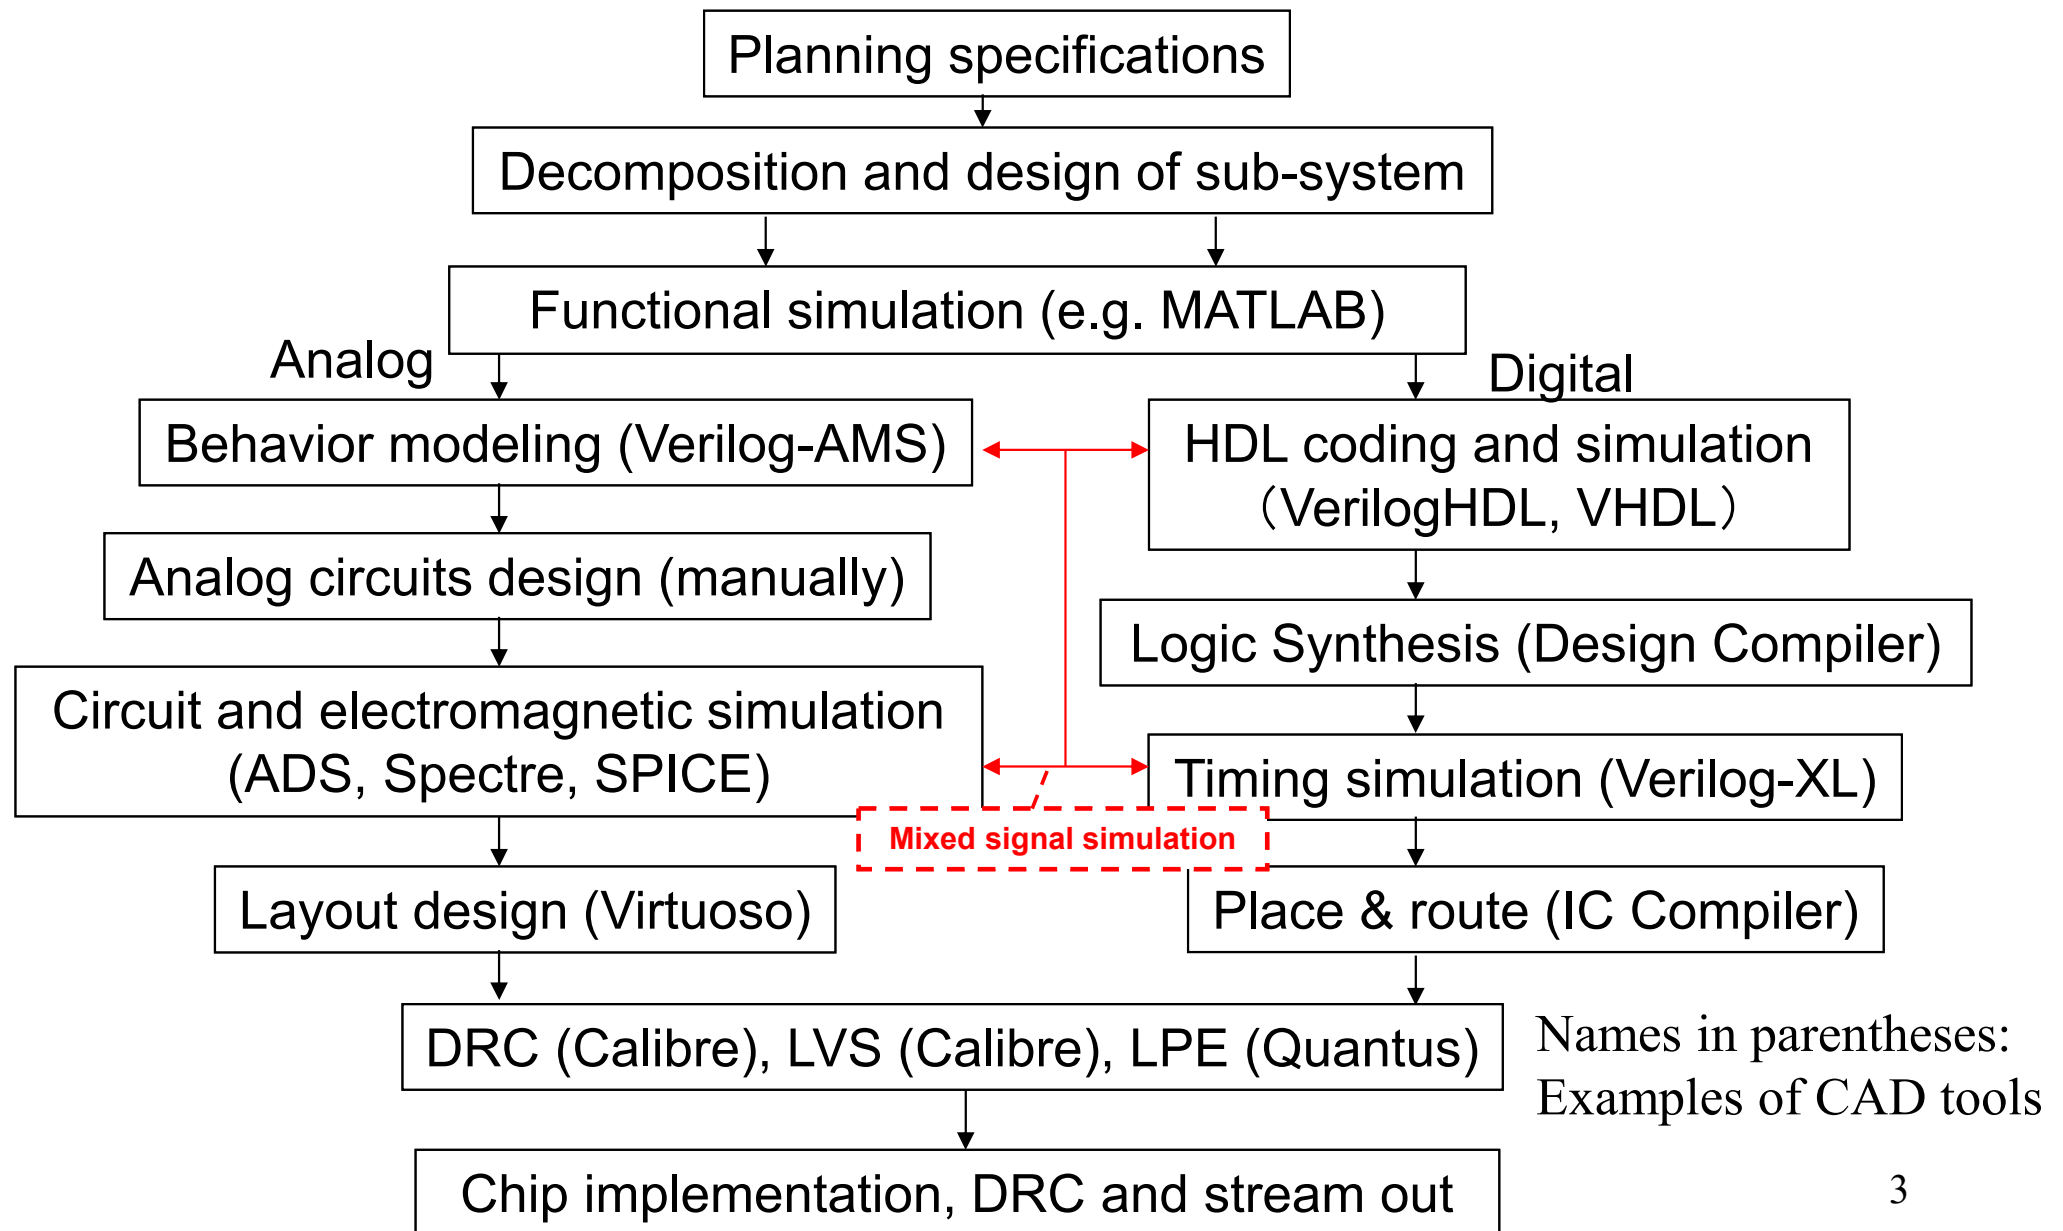 Planning specifications
Decomposition and design of sub-system
Functional simulation (e.g. MATLAB)
Analog
Digital
Behavior modeling (Verilog-AMS)
HDL coding and simulation
（VerilogHDL, VHDL）
Analog circuits design (manually)
Logic Synthesis (Design Compiler)
Circuit and electromagnetic simulation
(ADS, Spectre, SPICE)
Timing simulation (Verilog-XL)
Mixed signal simulation
Layout design (Virtuoso)
Place & route (IC Compiler)
DRC (Calibre), LVS (Calibre), LPE (Quantus)
Names in parentheses:
Examples of CAD tools
Chip implementation, DRC and stream out
3